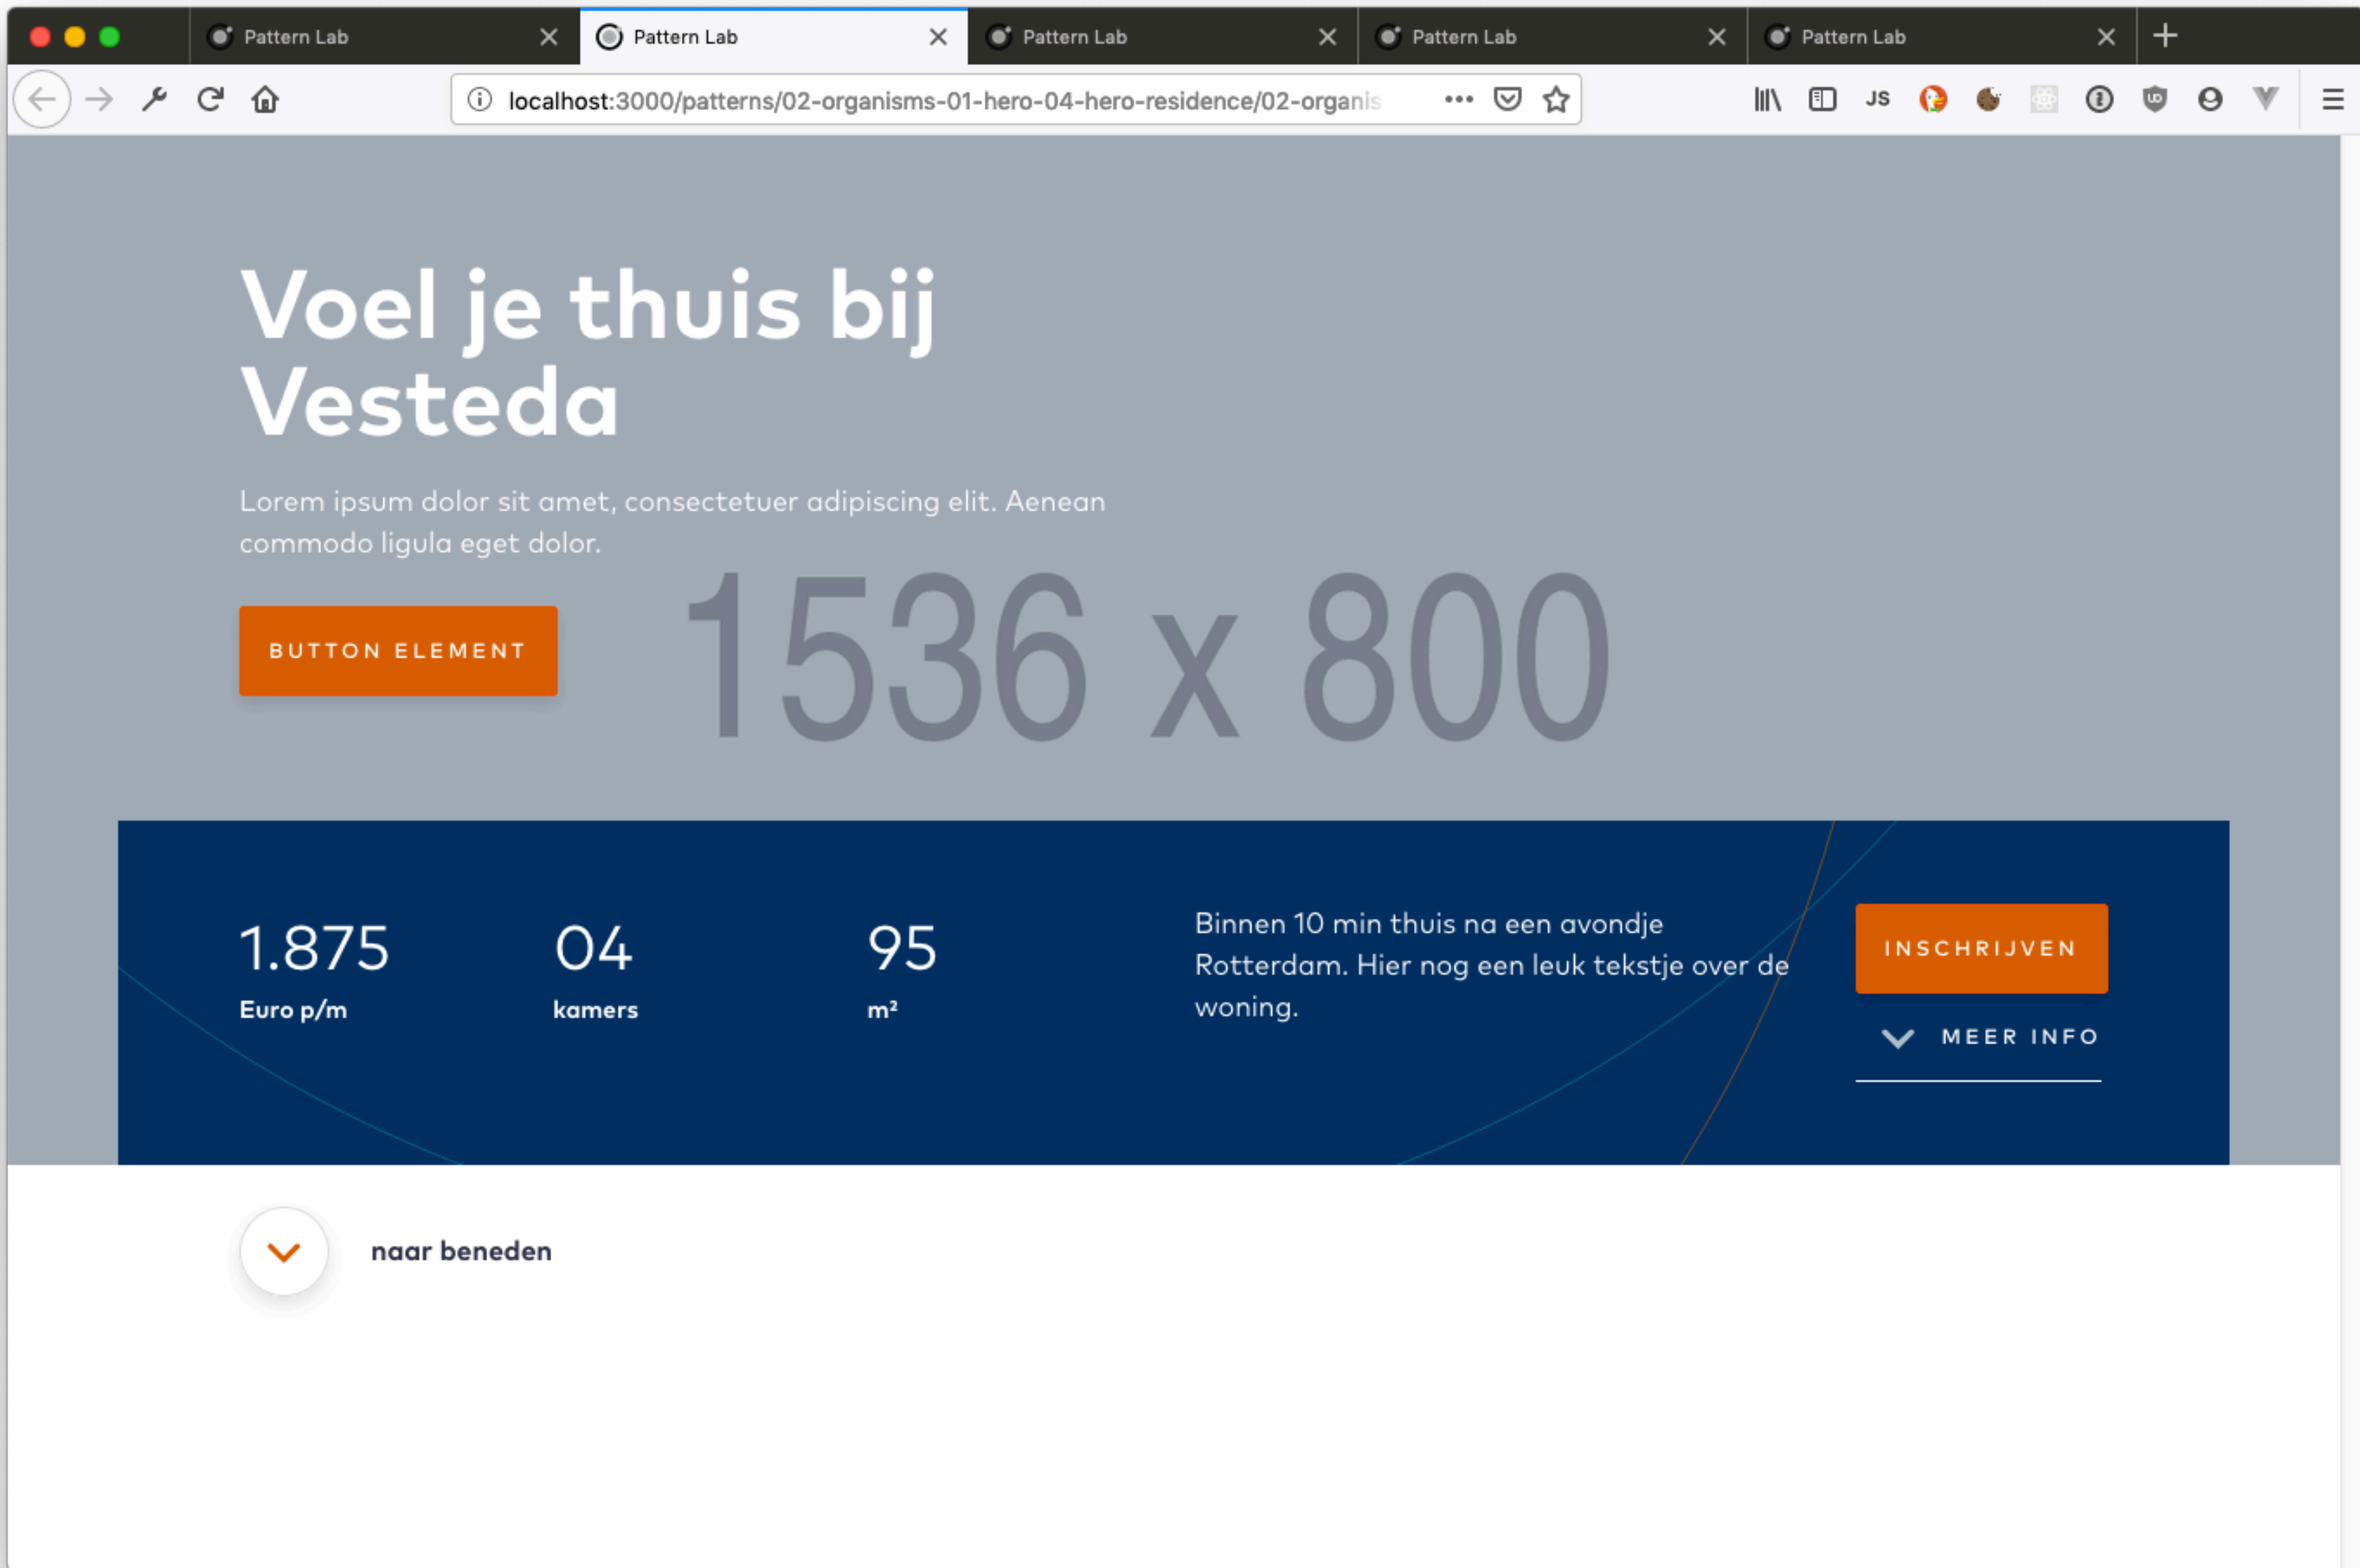 Pattern Lab
Pattern Lab
Pattern Lab
Pattern Lab
Pattern Lab
localhost:3000/patterns/02-organisms-01-hero-04-hero-residence/02-organis
JS
Voel je thuis bij
Vesteda
Lorem ipsum dolor sit amet, consectetuer adipiscing elit. Aenean
commodo ligula eget dolor.
BUTTON ELEMENT
1536 x 800
1.875
Euro p/m
04
kamers
95
m²
Binnen 10 min thuis na een avondje
Rotterdam. Hier nog een leuk tekstje over de
woning.
INSCHRIJVEN
MEER INFO
naar beneden